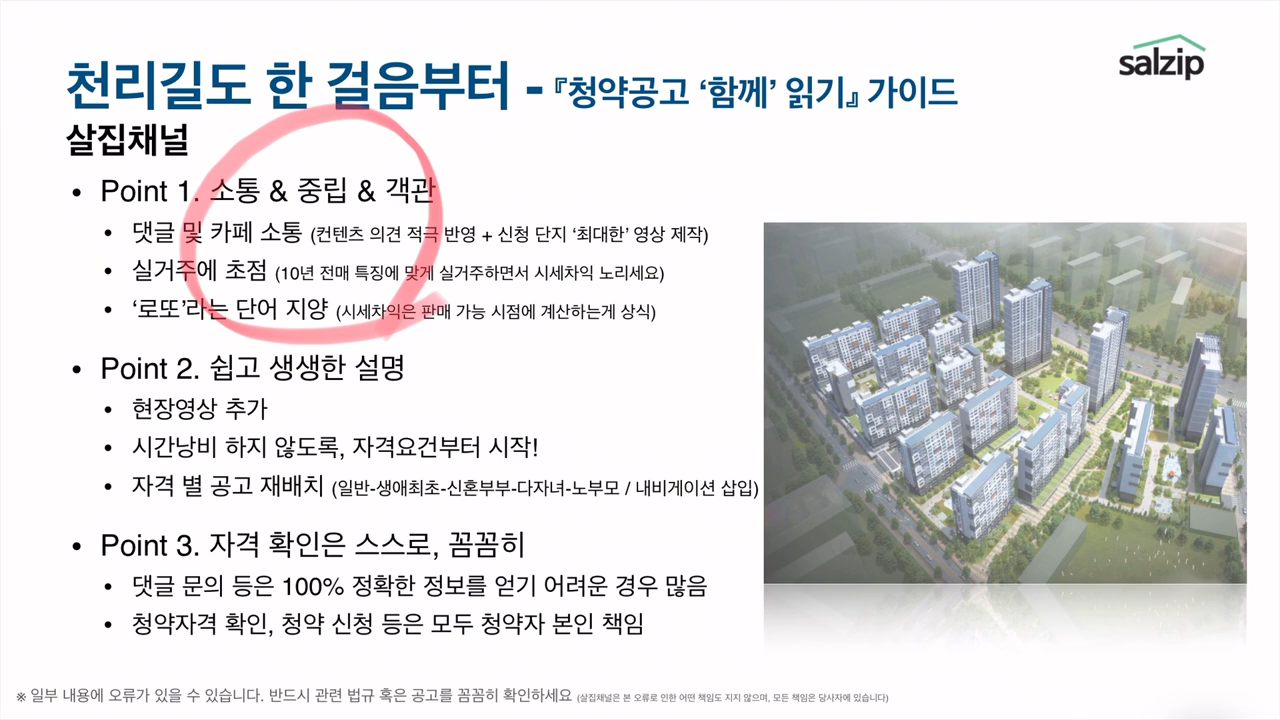 salzip
천리길도 한 걸음부터 - 『청약공고 ‘함께’ 읽기』 가이드
살집채널
• Point 1. 소통 & 중립 & 객관
• 댓글 및 카페 소통 (컨텐츠 의견 적극 반영 + 신청 단지 ‘최대한’ 영상 제작)
• 실거주에 초점 (10년 전매 특징에 맞게 실거주하면서 시세차익 노리세요)
• ‘로또’라는 단어 지양 (시세차익은 판매 가능 시점에 계산하는게 상식)
• Point 2. 쉽고 생생한 설명
• 현장영상 추가
• 시간낭비 하지 않도록, 자격요건부터 시작!
• 자격 별 공고 재배치 (일반-생애최초-신혼부부-다자녀-노부모 / 내비게이션 삽입)
• Point 3. 자격 확인은 스스로, 꼼꼼히
• 댓글 문의 등은 100% 정확한 정보를 얻기 어려운 경우 많음
• 청약자격 확인, 청약 신청 등은 모두 청약자 본인 책임
※ 일부 내용에 오류가 있을 수 있습니다. 반드시 관련 법규 혹은 공고를 꼼꼼히 확인하세요 (살집채널은 본 오류로 인한 어떤 책임도 지지 않으며, 모든 책임은 당사자에 있습니다)